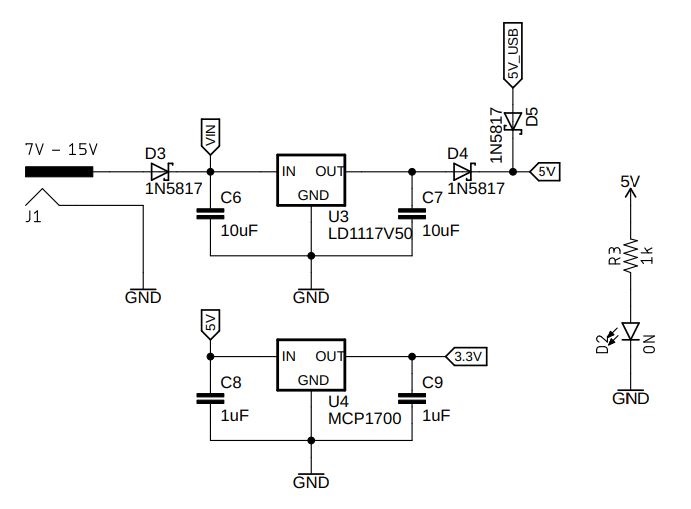 5V_USB
7V - 15V
J1
D3
1N5817
VIN
C6
10uF
IN
OUT
GND
U3
LD1117V50
C7
10uF
D4
1N5817
1N5817
D5
5V
GND
GND
5V
C8
1uF
IN
OUT
GND
U4
MCP1700
C9
1uF
3.3V
GND
5V
R3
1k
D2
ON
GND